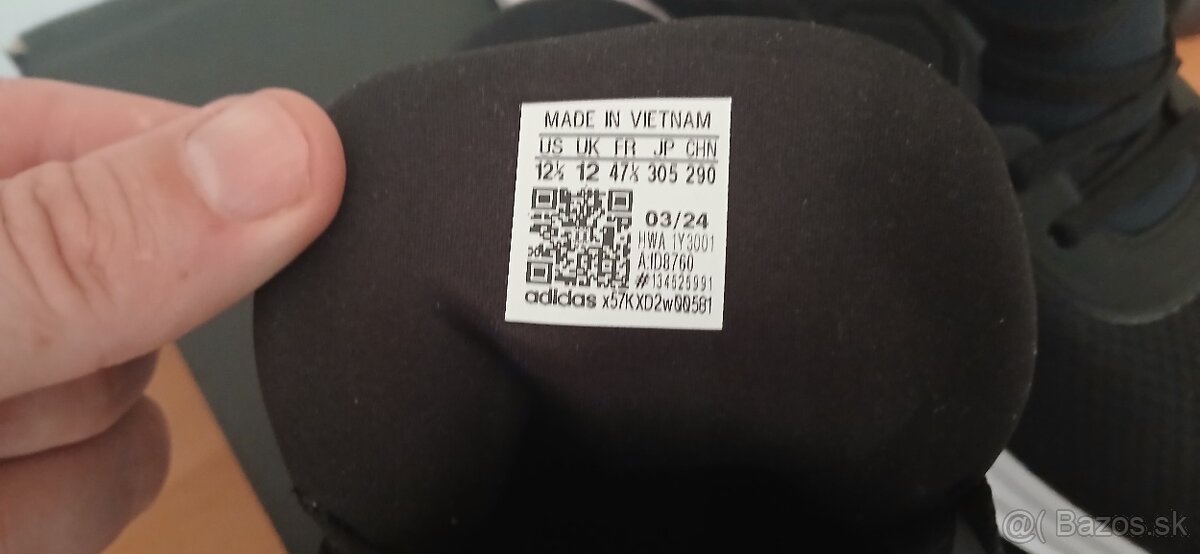 MADE IN VIETNAM
US UK FR JP CHN
12½ 12 47⅓ 305 290
03/24
HWA 1Y3001
A1D8760
#134525991
adidas x57KXD2w00581
@( Bazos.sk